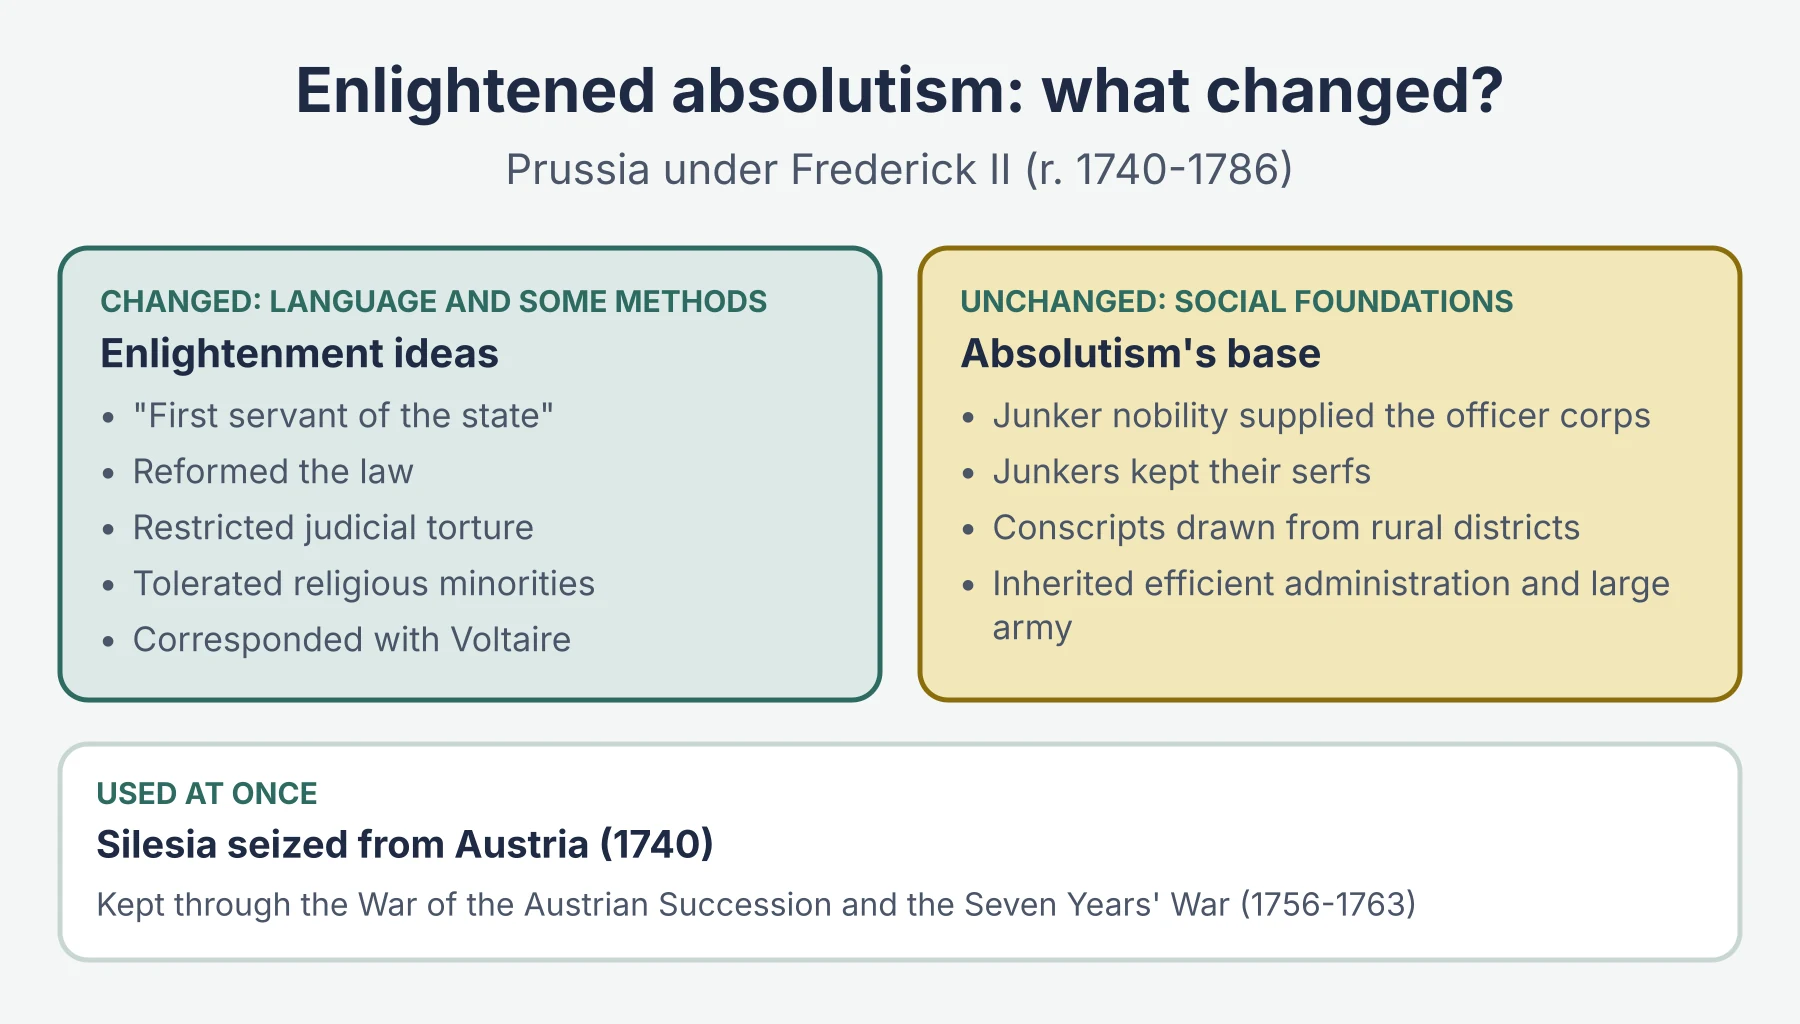 Enlightened absolutism: what changed?
Prussia under Frederick II (r. 1740-1786)
CHANGED: LANGUAGE AND SOME METHODS
Enlightenment ideas
• "First servant of the state"
• Reformed the law
• Restricted judicial torture
• Tolerated religious minorities
• Corresponded with Voltaire
UNCHANGED: SOCIAL FOUNDATIONS
Absolutism's base
• Junker nobility supplied the officer corps
• Junkers kept their serfs
• Conscripts drawn from rural districts
• Inherited efficient administration and large
army
USED AT ONCE
Silesia seized from Austria (1740)
Kept through the War of the Austrian Succession and the Seven Years' War (1756-1763)